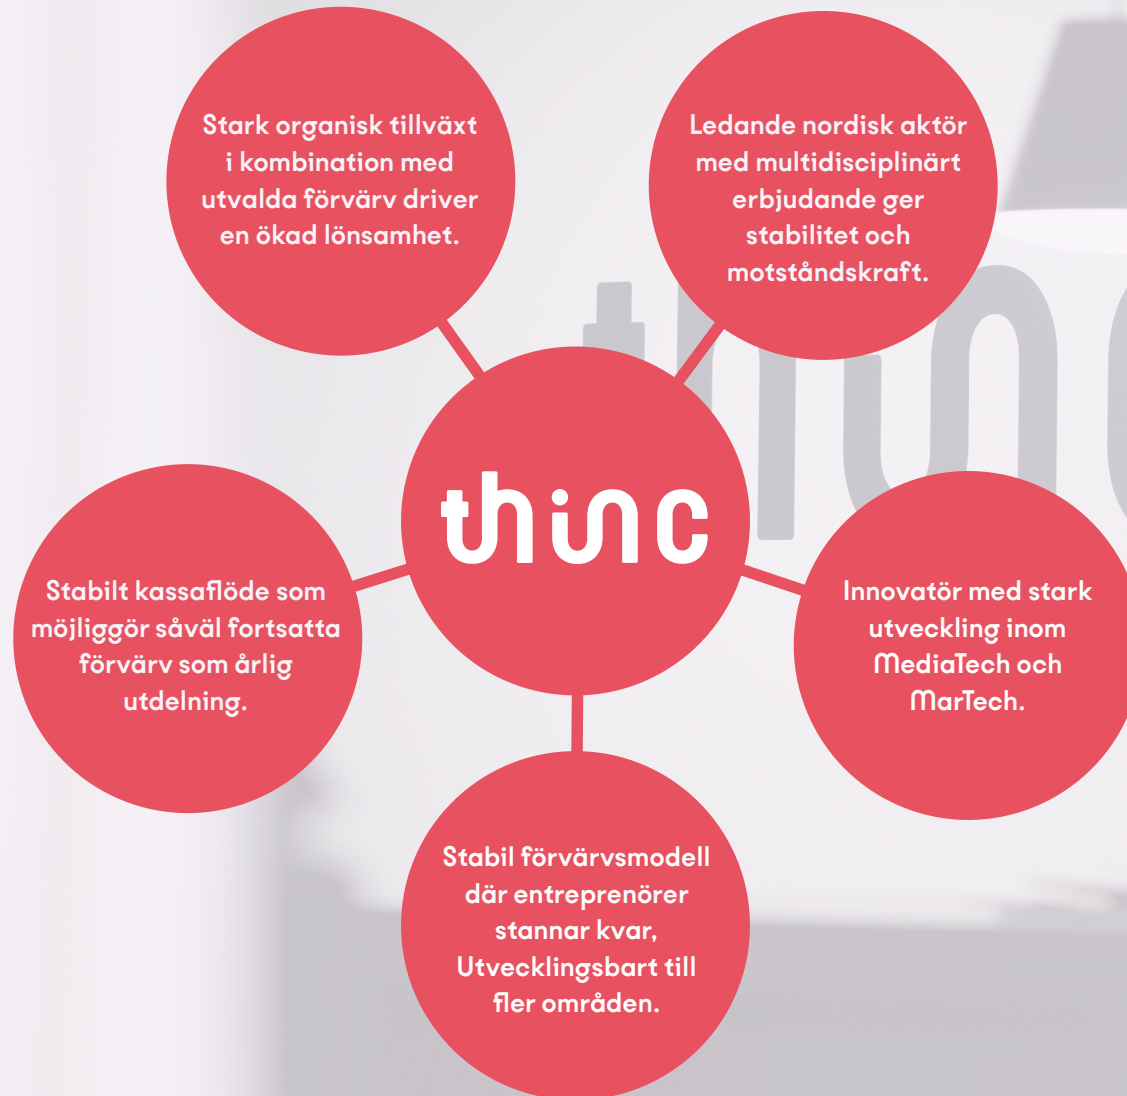 Stark organisk tillväxt
i kombination med
utvalda förvärv driver
en ökad lönsamhet.
Ledande nordisk aktör
med multidisciplinärt
erbjudande ger
stabilitet och
motståndskraft.
thinc
thinc
Stabilt kassaflöde som
möjliggör såväl fortsatta
förvärv som årlig
utdelning.
Innovatör med stark
utveckling inom
MediaTech och
MarTech.
Stabil förvärvsmodell
där entreprenörer
stannar kvar,
Utvecklingsbart till
fler områden.